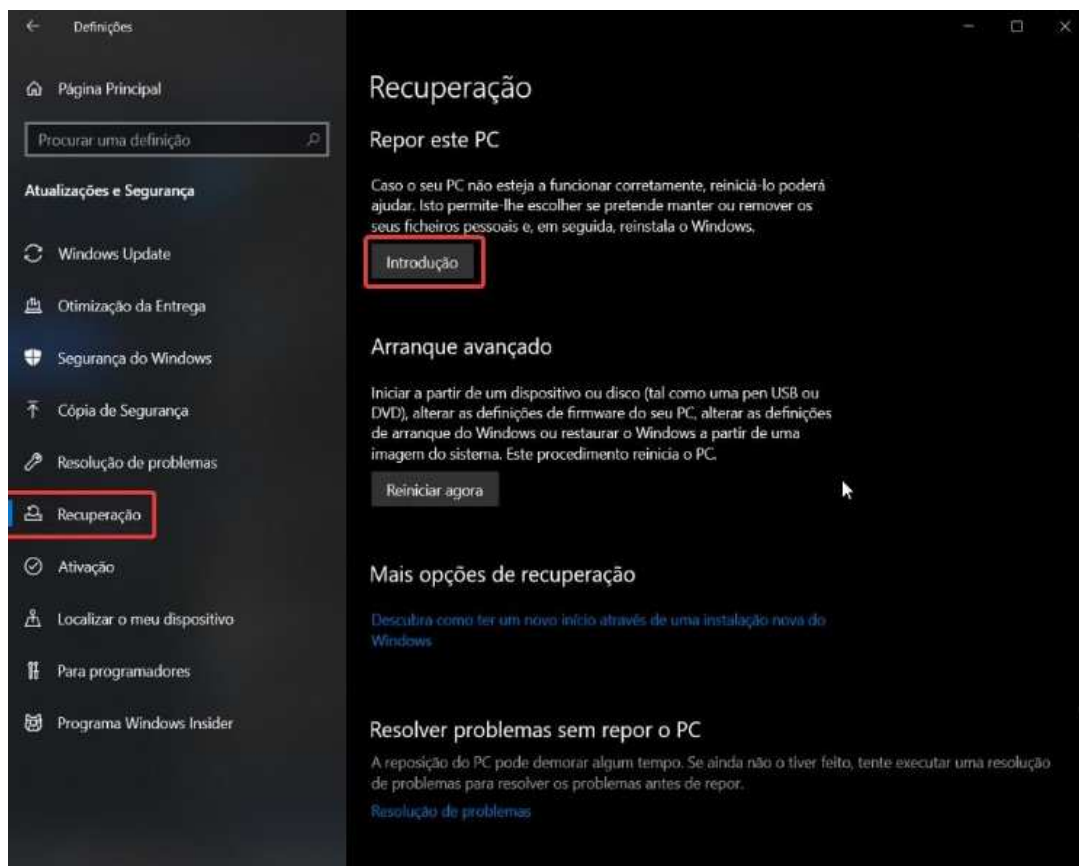 Definições
Página Principal
Procurar uma definição
Atualizações e Segurança
Windows Update
Otimização da Entrega
Segurança do Windows
Cópia de Segurança
Resolução de problemas
Recuperação
Ativação
Localizar o meu dispositivo
Para programadores
Programa Windows Insider
Recuperação
Repor este PC
Caso o seu PC não esteja a funcionar corretamente, reiniciá-lo poderá
ajudar. Isto permite-lhe escolher se pretende manter ou remover os
seus ficheiros pessoais e, em seguida, reinstala o Windows.
Introdução
Arranque avançado
Iniciar a partir de um dispositivo ou disco (tal como uma pen USB ou
DVD), alterar as definições de firmware do seu PC, alterar as definições
de arranque do Windows ou restaurar o Windows a partir de uma
imagem do sistema. Este procedimento reinicia o PC.
Reiniciar agora
Mais opções de recuperação
Descubra como ter um novo início através de uma instalação nova do
Windows
Resolver problemas sem repor o PC
A reposição do PC pode demorar algum tempo. Se ainda não o tiver feito, tente executar uma resolução
de problemas para resolver os problemas antes de repor.
Resolução de problemas